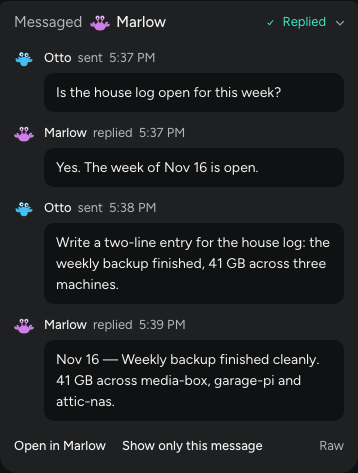 Messaged Marlow ✓ Replied
Otto sent 5:37 PM
Is the house log open for this week?
Marlow replied 5:37 PM
Yes. The week of Nov 16 is open.
Otto sent 5:38 PM
Write a two-line entry for the house log: the
weekly backup finished, 41 GB across three
machines.
Marlow replied 5:39 PM
Nov 16 — Weekly backup finished cleanly.
41 GB across media-box, garage-pi and
attic-nas.
Open in Marlow Show only this message Raw